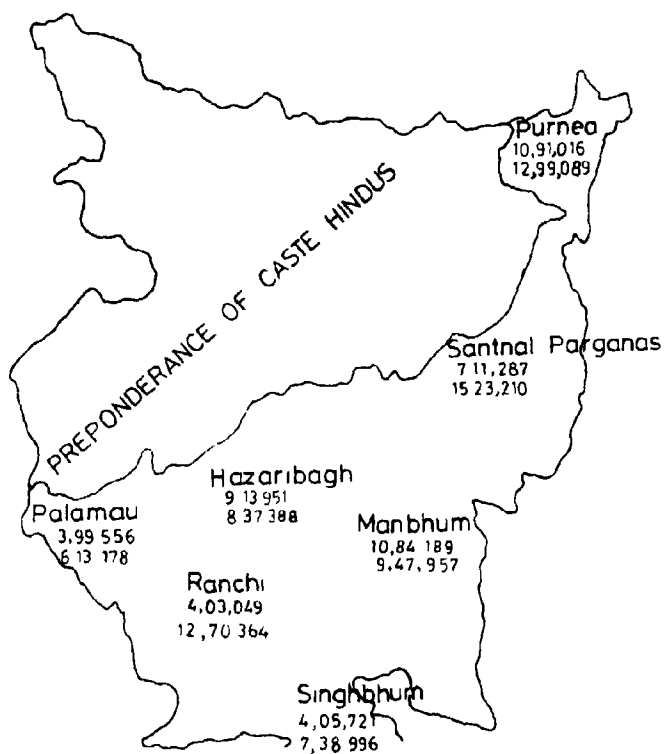 Purnea
10,91,016
12,99,089
PREPONDERANCE OF CASTE HINDUS
Santnal Parganas
7 11,287
15 23,210
Hazaribagh
9 13 951
8 37 388
Palamau
3,99 556
6 13 178
Manbhum
10,84 189
9,47,957
Ranchi
4,03,049
12,70 364
Singhbhum
4,05,721
7,38 996